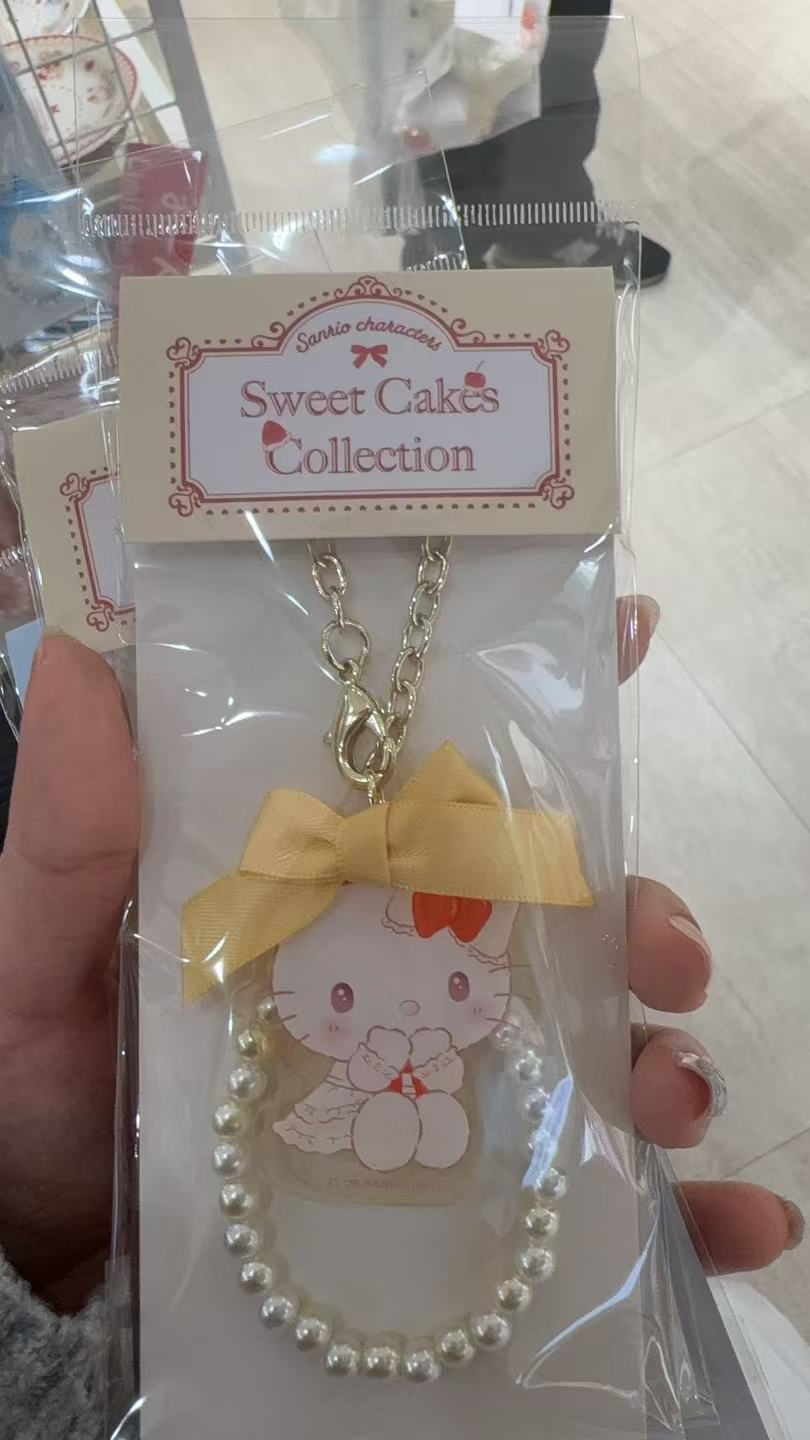 Sanrio characters
Sweet Cakes
Collection